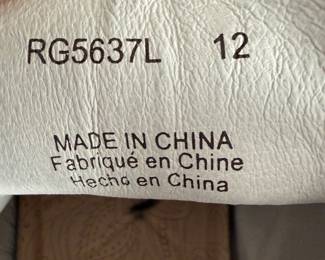 RG5637L 12
MADE IN CHINA
Fabriqué en Chine
Hecho en China